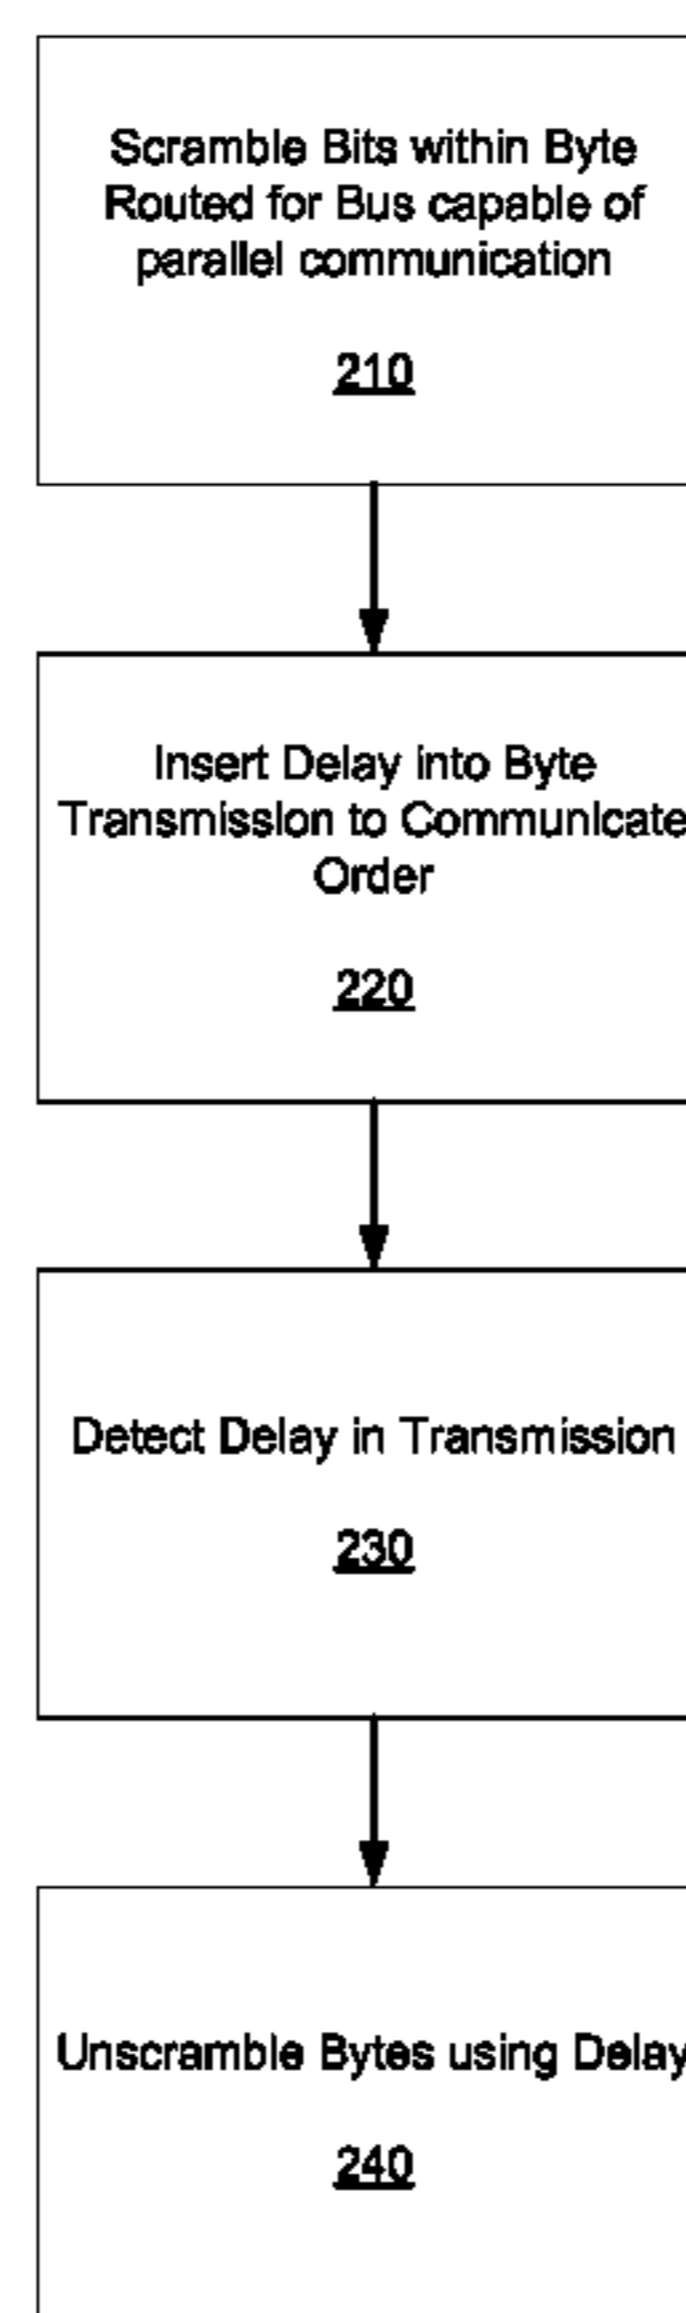 Scramble Bits within Byte
Routed for Bus capable of
parallel communication
210
Insert Delay into Byte
Transmission to Communicate
Order
220
Detect Delay in Transmission
230
Unscramble Bytes using Delay
240